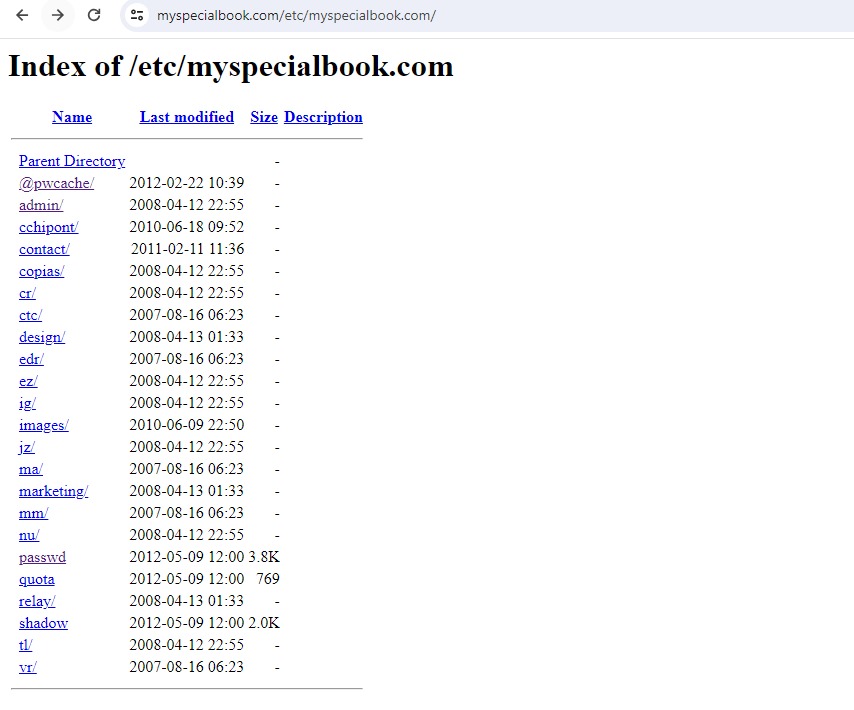 myspecialbook.com/etc/myspecialbook.com/
Index of /etc/myspecialbook.com
Name Last modified Size Description
Parent Directory -
@pwcache/ 2012-02-22 10:39 -
admin/ 2008-04-12 22:55 -
cchipont/ 2010-06-18 09:52 -
contact/ 2011-02-11 11:36 -
copias/ 2008-04-12 22:55 -
cr/ 2008-04-12 22:55 -
ctc/ 2007-08-16 06:23 -
design/ 2008-04-13 01:33 -
edr/ 2007-08-16 06:23 -
ez/ 2008-04-12 22:55 -
ig/ 2008-04-12 22:55 -
images/ 2010-06-09 22:50 -
jz/ 2008-04-12 22:55 -
ma/ 2007-08-16 06:23 -
marketing/ 2008-04-13 01:33 -
mm/ 2007-08-16 06:23 -
nu/ 2008-04-12 22:55 -
passwd 2012-05-09 12:00 3.8K
quota 2012-05-09 12:00 769
relay/ 2008-04-13 01:33 -
shadow 2012-05-09 12:00 2.0K
tl/ 2008-04-12 22:55 -
vr/ 2007-08-16 06:23 -